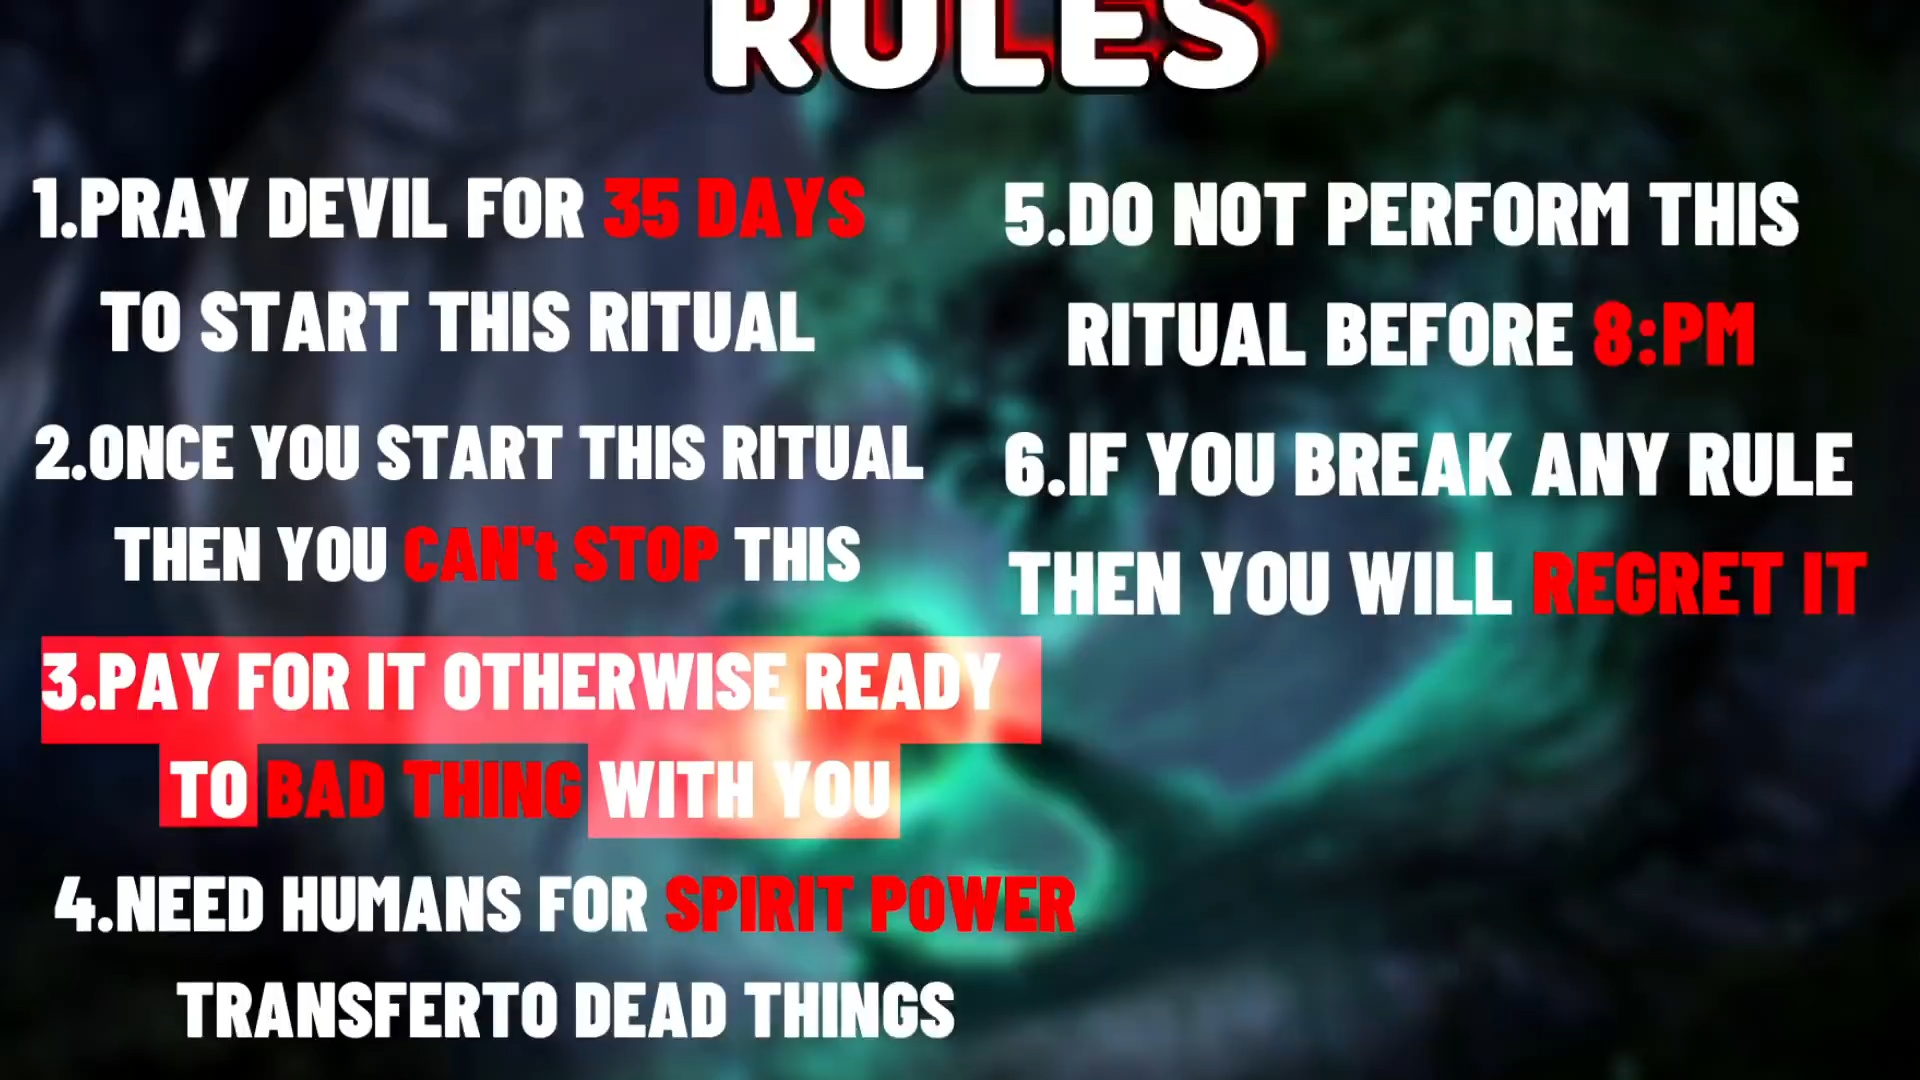 RULES
1.PRAY DEVIL FOR 35 DAYS
TO START THIS RITUAL
2.ONCE YOU START THIS RITUAL
THEN YOU CAN't STOP THIS
3.PAY FOR IT OTHERWISE READY
TO BAD THING WITH YOU
4.NEED HUMANS FOR SPIRIT POWER
TRANSFERTO DEAD THINGS
5.DO NOT PERFORM THIS
RITUAL BEFORE 8:PM
6.IF YOU BREAK ANY RULE
THEN YOU WILL REGRET IT